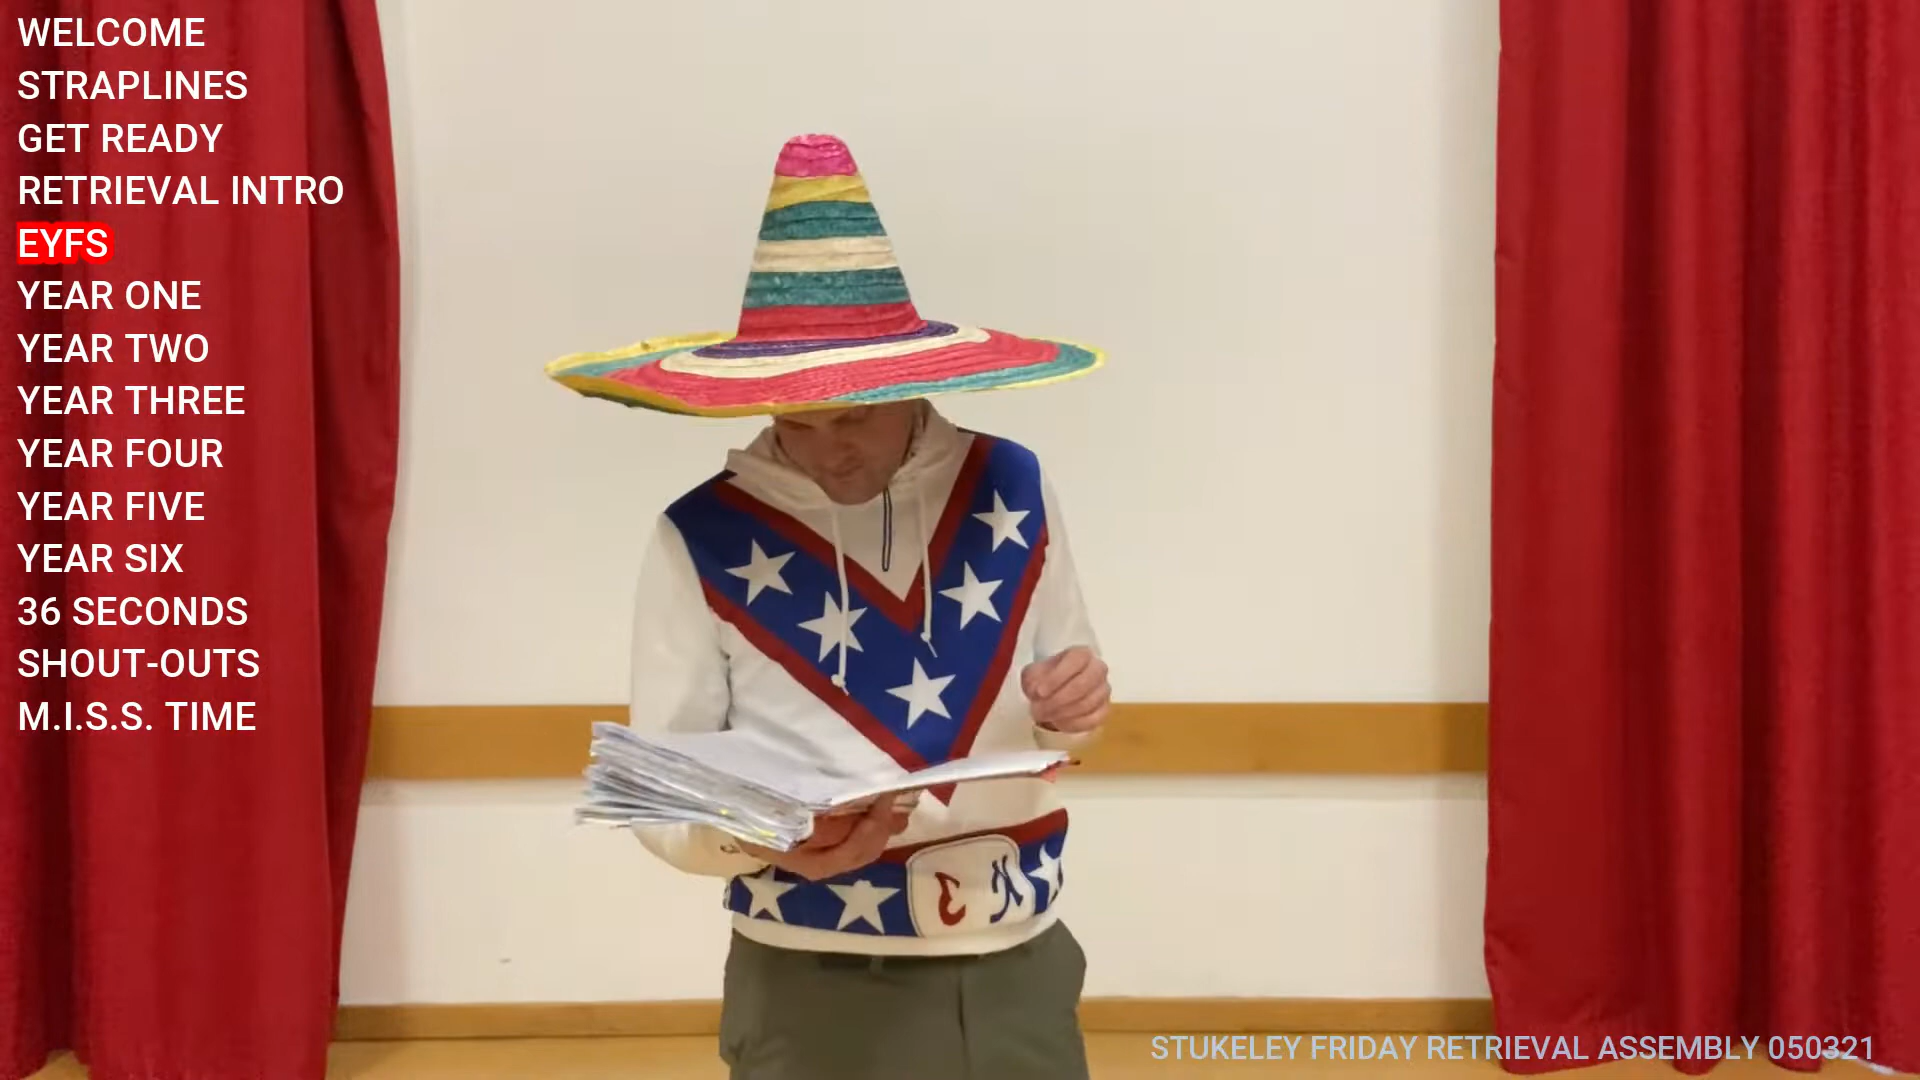 WELCOME
STRAPLINES
GET READY
RETRIEVAL INTRO
EYFS
YEAR ONE
YEAR TWO
YEAR THREE
YEAR FOUR
YEAR FIVE
YEAR SIX
36 SECONDS
SHOUT-OUTS
M.I.S.S. TIME
STUKELEY FRIDAY RETRIEVAL ASSEMBLY 050321